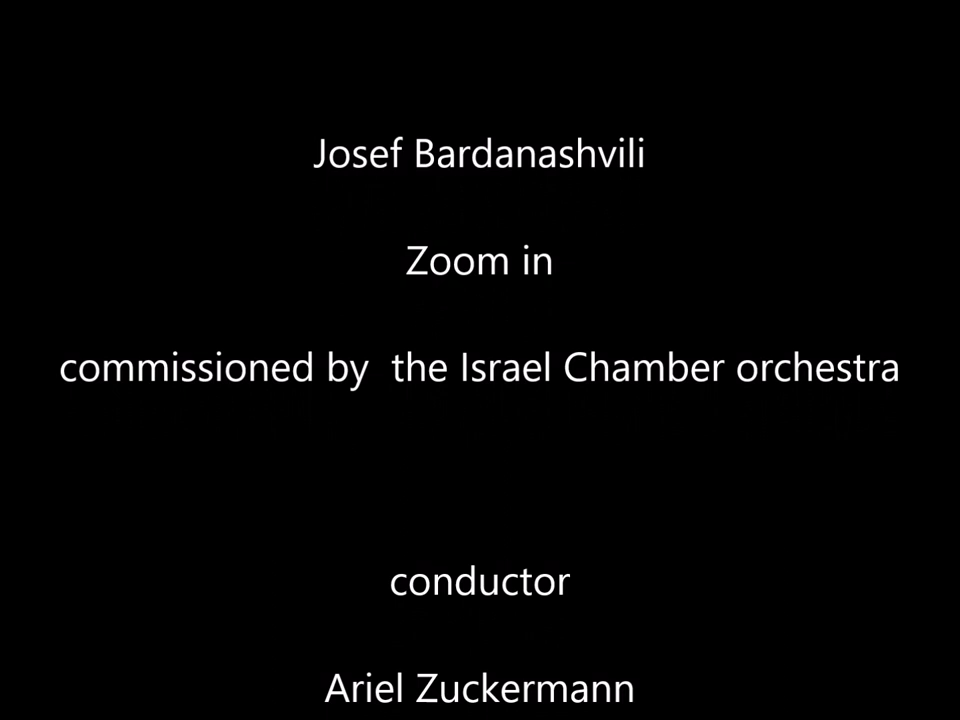 Josef Bardanashvili
Zoom in
commissioned by  the Israel Chamber orchestra
conductor
Ariel Zuckermann